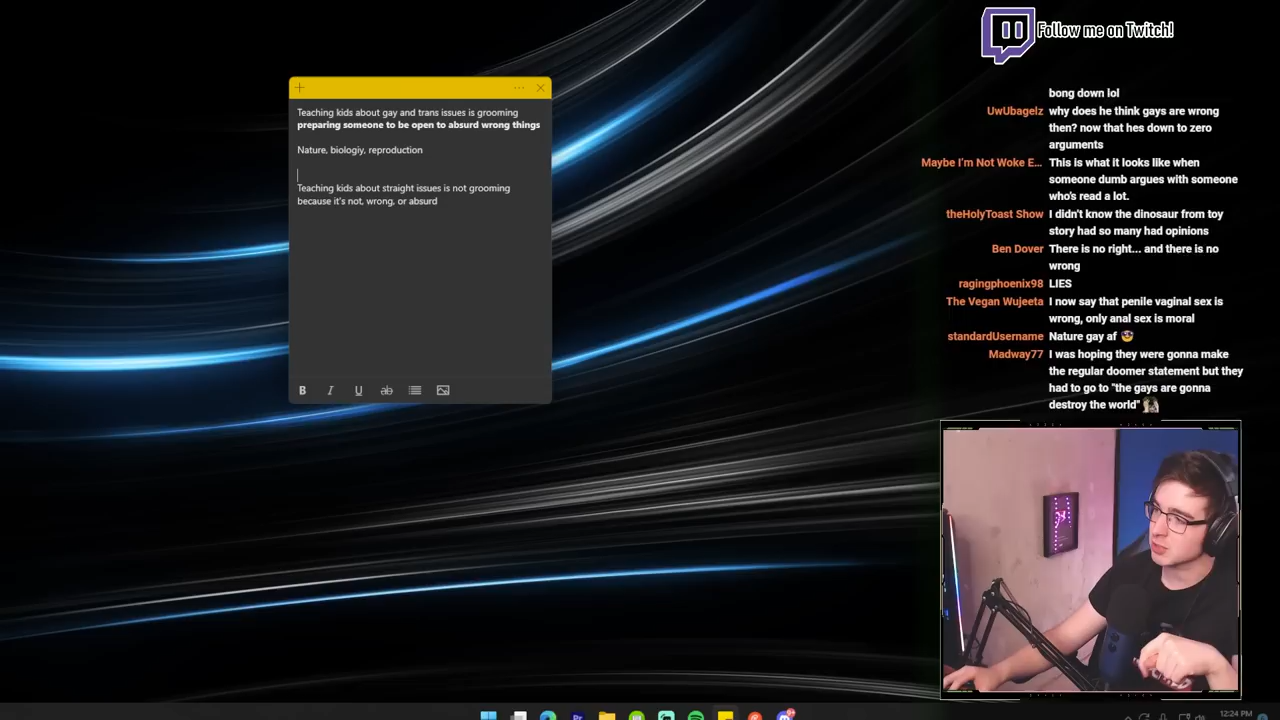 Follow me on Twitch!
Teaching kids about gay and trans issues is grooming
preparing someone to be open to absurd wrong things
Nature, biologiy, reproduction
Teaching kids about straight issues is not grooming
because it's not, wrong, or absurd
bong down lol
UwUbagelz why does he think gays are wrong
then? now that hes down to zero
arguments
Maybe I'm Not Woke E... This is what it looks like when
someone dumb argues with someone
who's read a lot.
theHolyToast Show I didn't know the dinosaur from toy
story had so many had opinions
Ben Dover There is no right... and there is no
wrong
ragingphoenix98 LIES
The Vegan Wujeeta I now say that penile vaginal sex is
wrong, only anal sex is moral
standardUsername Nature gay af
Madway77 I was hoping they were gonna make
the regular doomer statement but they
had to go to "the gays are gonna
destroy the world"
B I U ab
Pr
12:24 PM